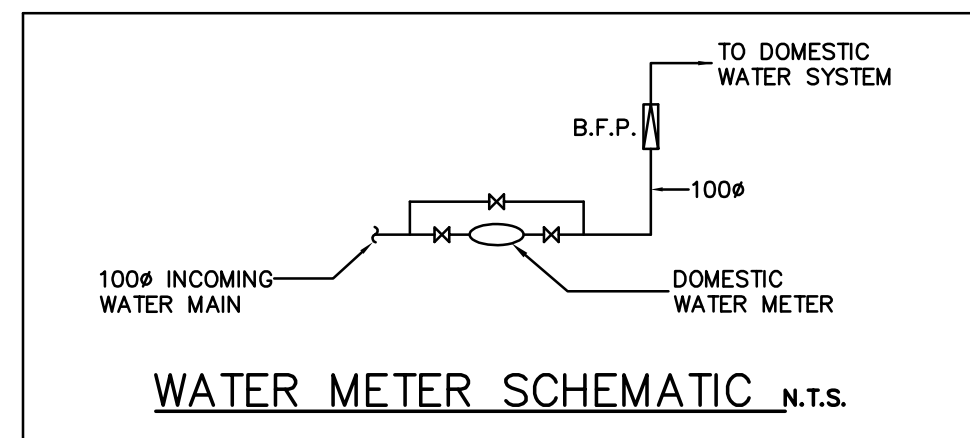 TO DOMESTIC
WATER SYSTEM
B.F.P.
100ø
100ø INCOMING
WATER MAIN
DOMESTIC
WATER METER
WATER METER SCHEMATIC N.T.S.